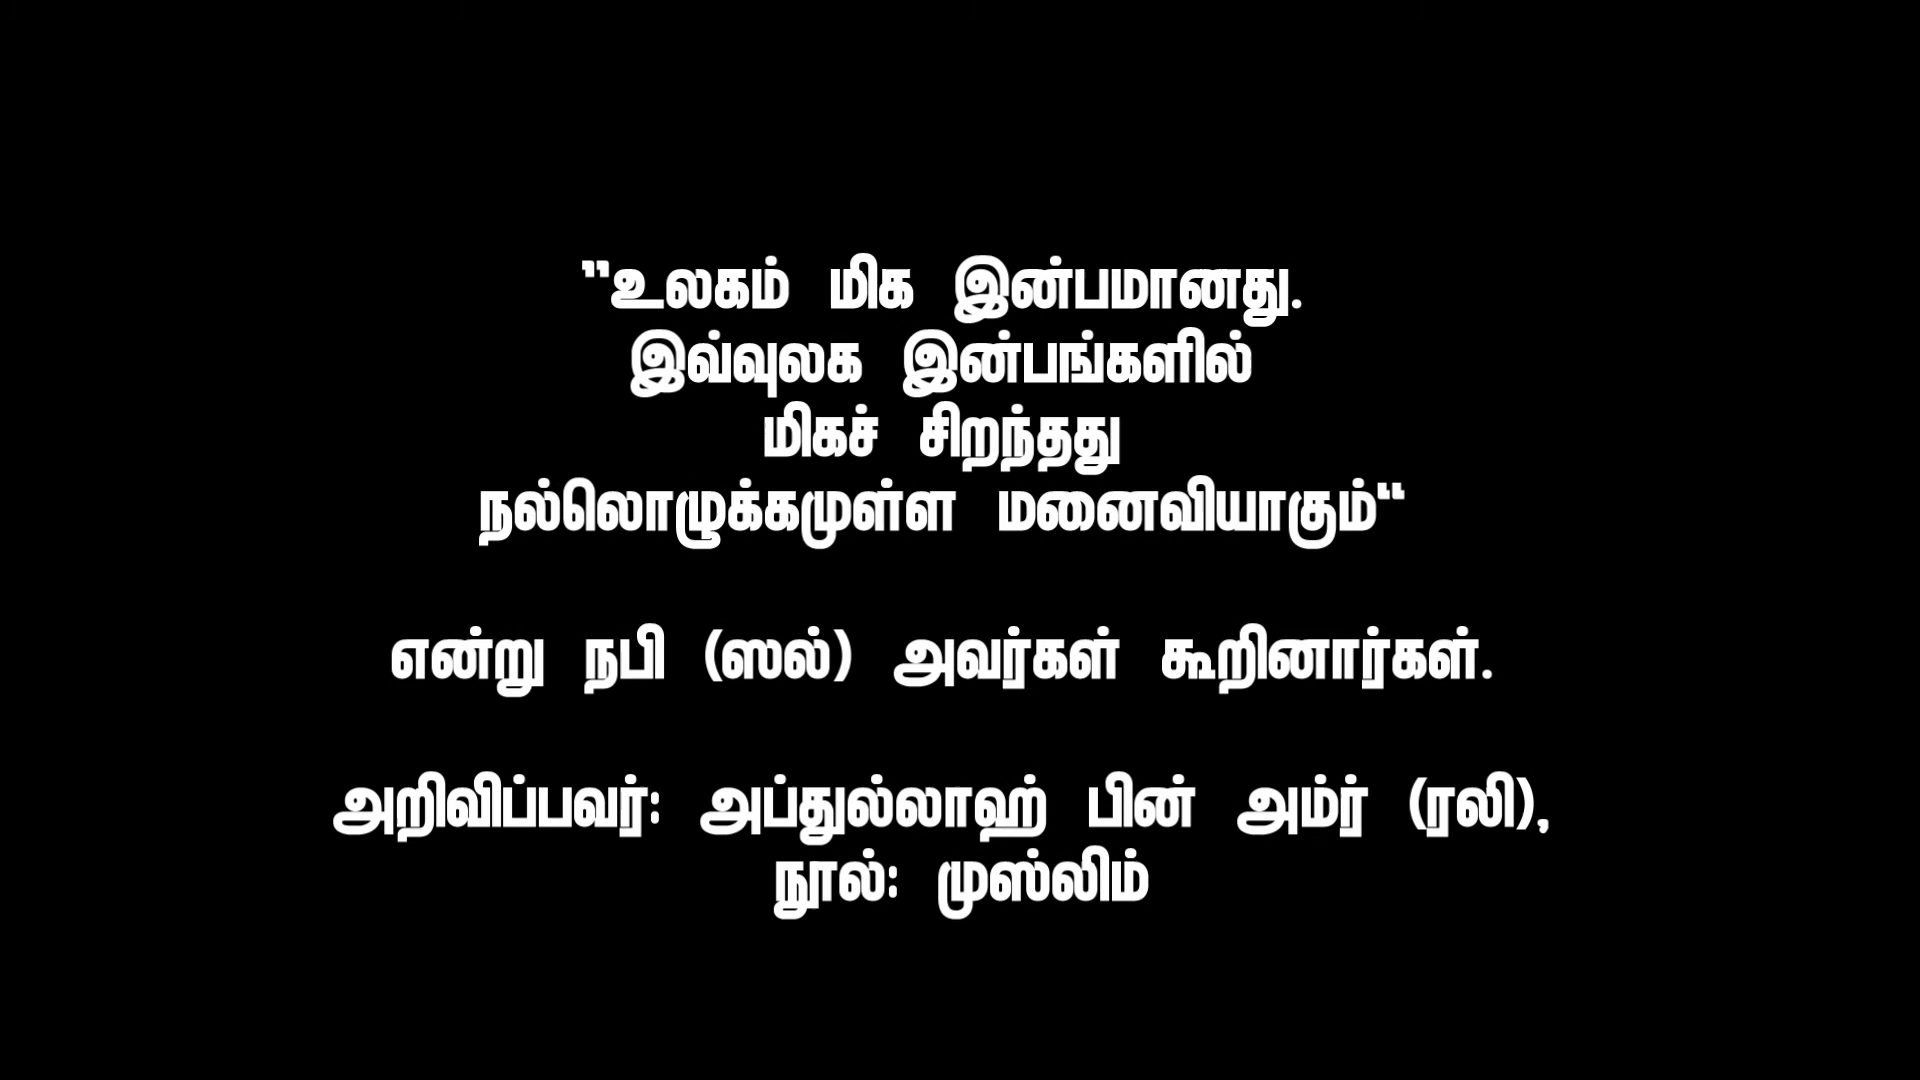 "உலகம் மிக இன்பமானது.
இவ்வுலக இன்பங்களில்
மிகச் சிறந்தது
நல்லொழுக்கமுள்ள மனைவியாகும்"
என்று நபி (ஸல்) அவர்கள் கூறினார்கள்.
அறிவிப்பவர்: அப்துல்லாஹ் பின் அம்ர் (ரலி),
நூல்: முஸ்லிம்